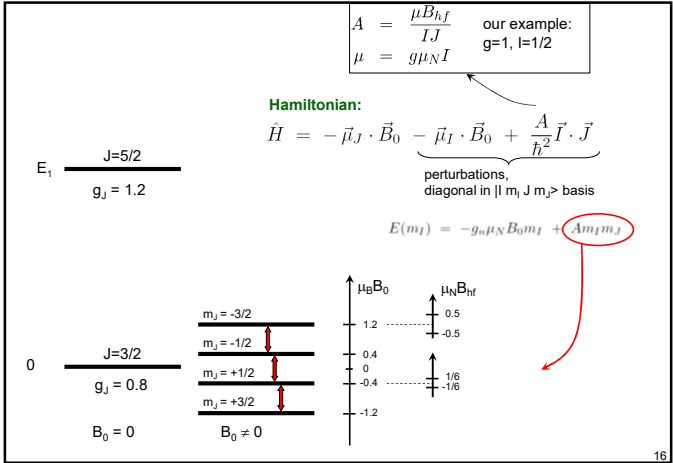 A = μB_hf / IJ
μ = gμ_N I
our example:
g=1, I=1/2
Hamiltonian:
Ĥ = − μ⃗_J · B⃗_0 − μ⃗_I · B⃗_0 + A/ħ² I⃗ · J⃗
perturbations,
diagonal in |I m_I J m_J> basis
E(m_I) = −g_n μ_N B_0 m_I + A m_I m_J
E₁
J=5/2
g_J = 1.2
μ_B B_0
μ_N B_hf
m_J = -3/2
m_J = -1/2
m_J = +1/2
m_J = +3/2
1.2
0.4
0
-0.4
-1.2
0.5
-0.5
1/6
-1/6
0
J=3/2
g_J = 0.8
B_0 = 0
B_0 ≠ 0
16